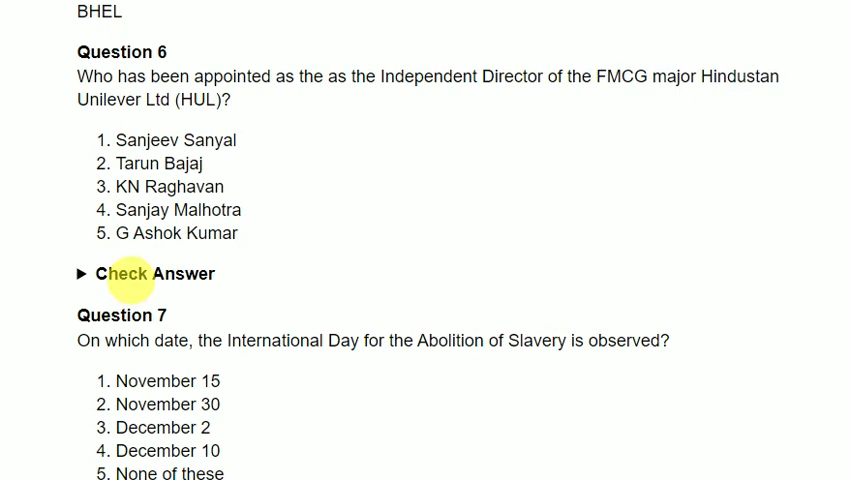 BHEL
Question 6
Who has been appointed as the as the Independent Director of the FMCG major Hindustan
Unilever Ltd (HUL)?
1. Sanjeev Sanyal
2. Tarun Bajaj
3. KN Raghavan
4. Sanjay Malhotra
5. G Ashok Kumar
▶ Check Answer
Question 7
On which date, the International Day for the Abolition of Slavery is observed?
1. November 15
2. November 30
3. December 2
4. December 10
5. None of these